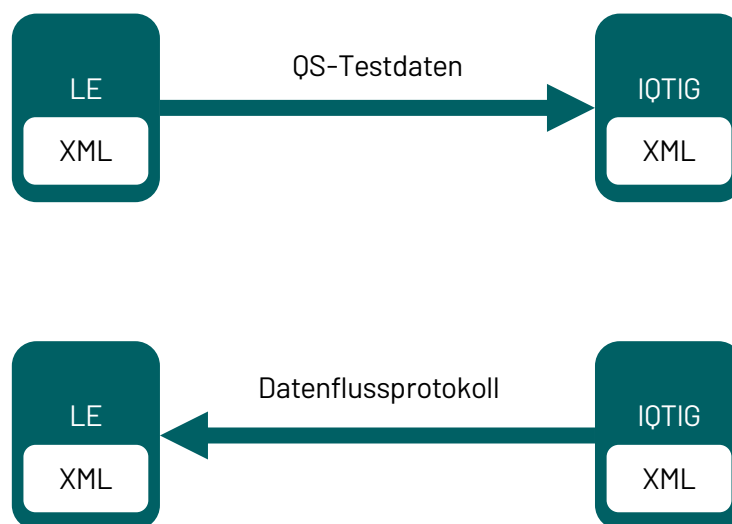 QS-Testdaten
LE
IQTIG
XML
XML
Datenflussprotokoll
LE
IQTIG
XML
XML